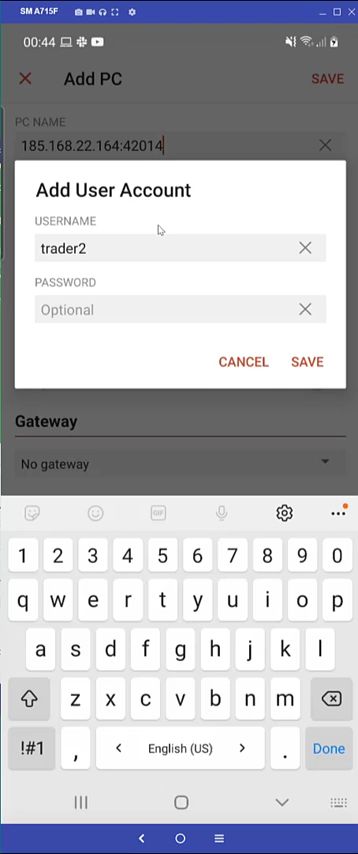 SM A715F
00:44
Add PC
SAVE
PC NAME
185.168.22.164:42014
Add User Account
USERNAME
trader2
PASSWORD
Optional
CANCEL
SAVE
Gateway
No gateway
GIF
1 2 3 4 5 6 7 8 9 0
q w e r t y u i o p
a s d f g h j k l
z x c v b n m
!#1 , < English (US) > . Done